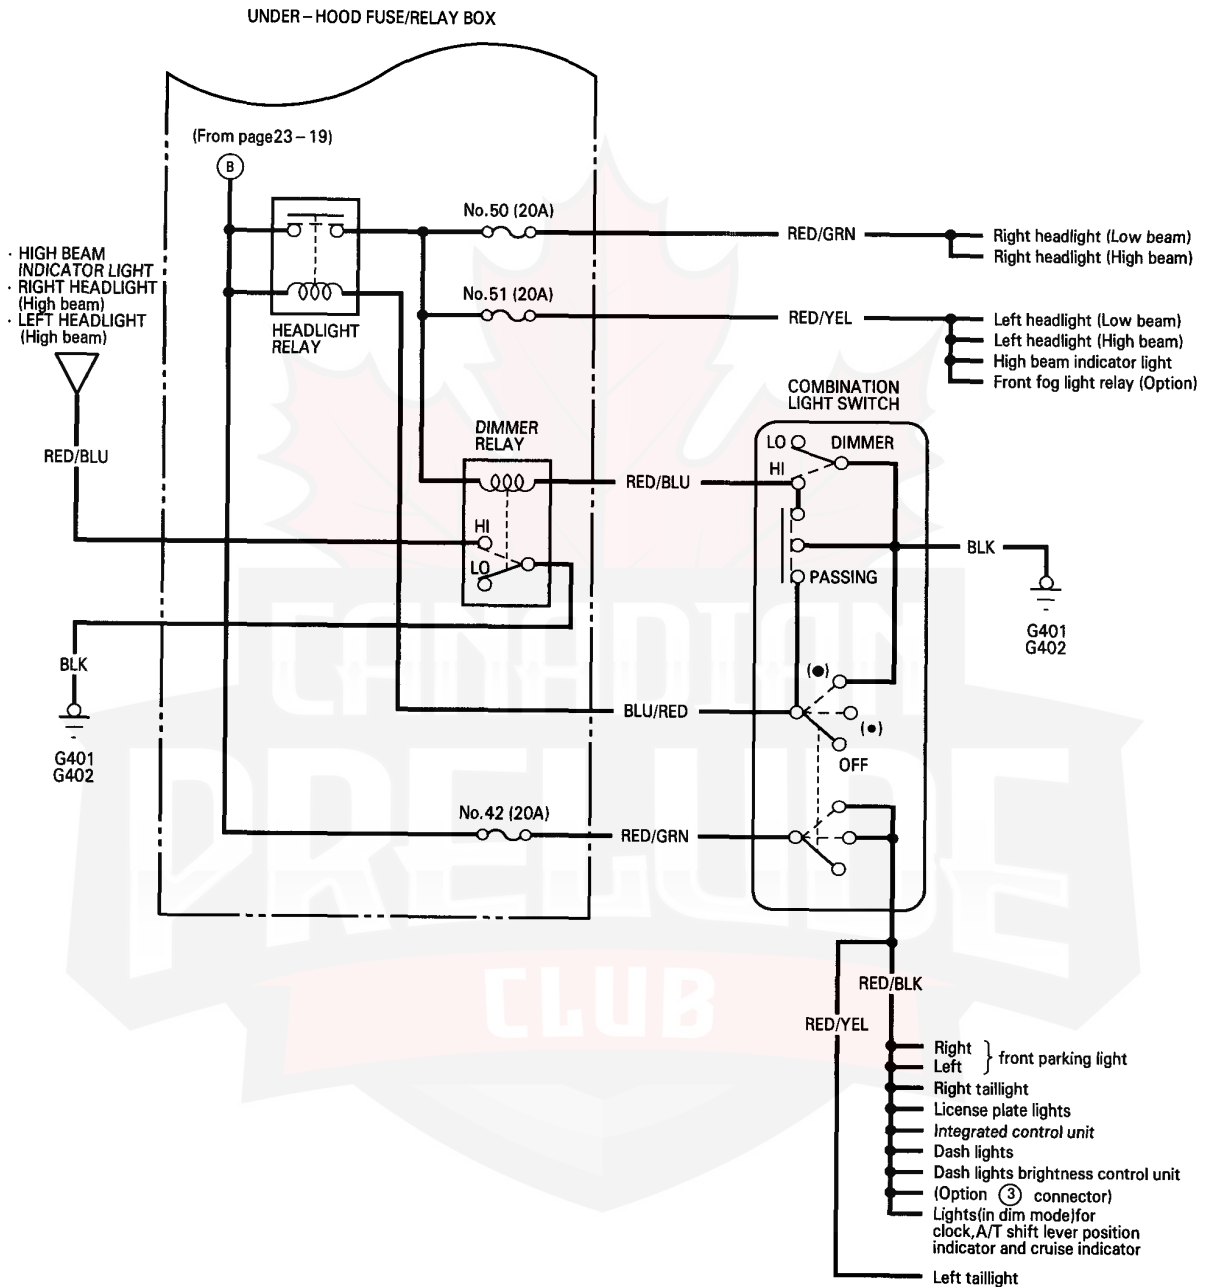 UNDER-HOOD FUSE/RELAY BOX
(From page23-19)
B
No.50 (20A)
RED/GRN
Right headlight (Low beam)
Right headlight (High beam)
· HIGH BEAM
INDICATOR LIGHT
· RIGHT HEADLIGHT
(High beam)
· LEFT HEADLIGHT
(High beam)
HEADLIGHT
RELAY
No.51 (20A)
RED/YEL
Left headlight (Low beam)
Left headlight (High beam)
High beam indicator light
Front fog light relay (Option)
COMBINATION
LIGHT SWITCH
DIMMER
RELAY
LO
DIMMER
RED/BLU
HI
RED/BLU
HI
LO
BLK
PASSING
G401
G402
BLK
G401
G402
BLU/RED
(●)
(•)
OFF
No.42 (20A)
RED/GRN
RED/BLK
RED/YEL
Right
Left
front parking light
Right taillight
License plate lights
Integrated control unit
Dash lights
Dash lights brightness control unit
(Option ③ connector)
Lights(in dim mode)for
clock,A/T shift lever position
indicator and cruise indicator
Left taillight
CANADIAN
PRELUDE
CLUB